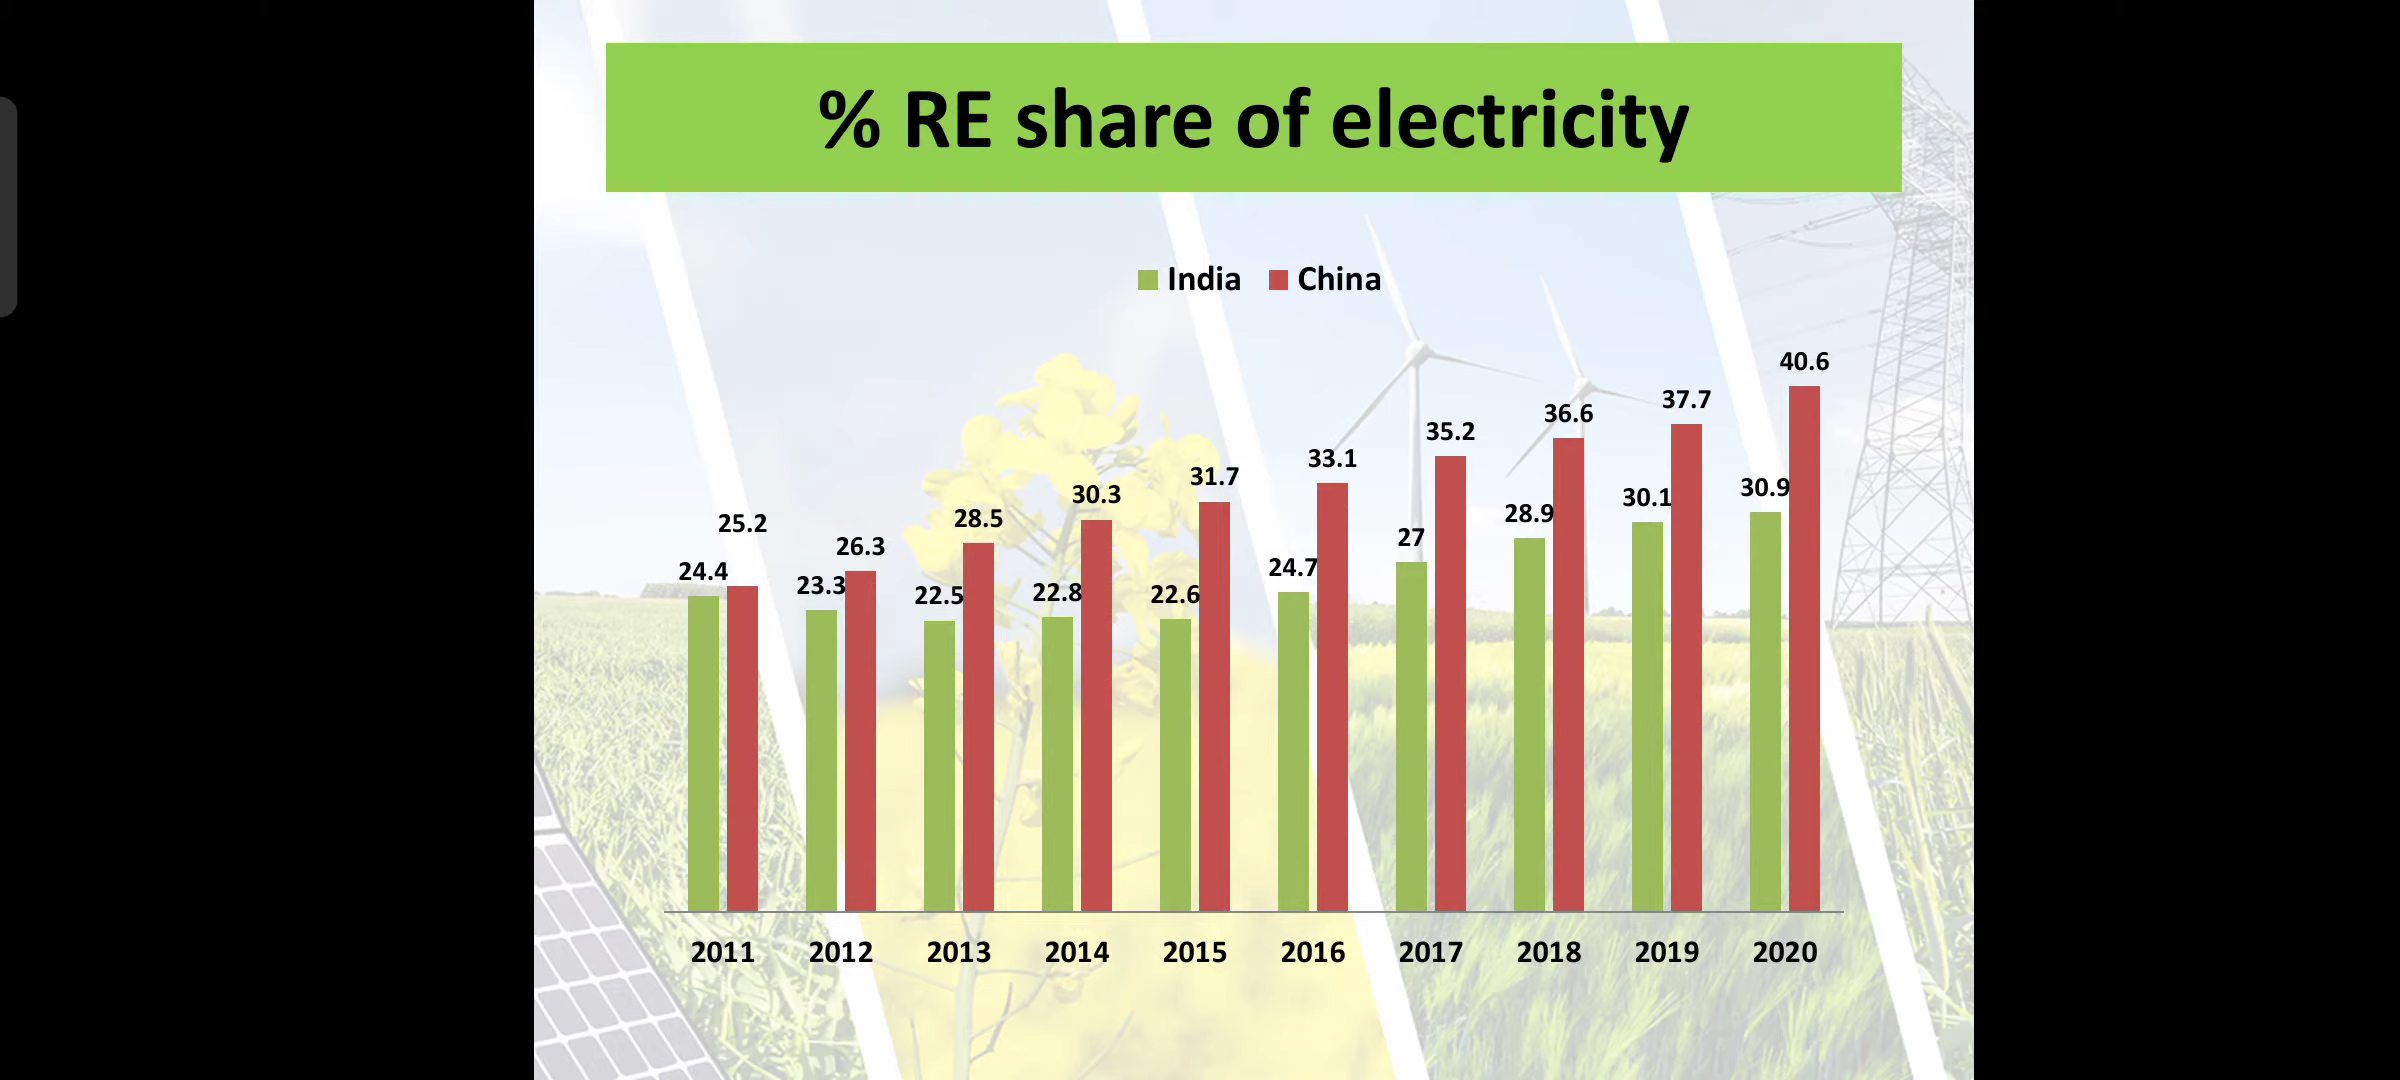 % RE share of electricity
India China
24.4 25.2 23.3 26.3 22.5 28.5 22.8 30.3 22.6 31.7 24.7 33.1 27 35.2 28.9 36.6 30.1 37.7 30.9 40.6
2011 2012 2013 2014 2015 2016 2017 2018 2019 2020